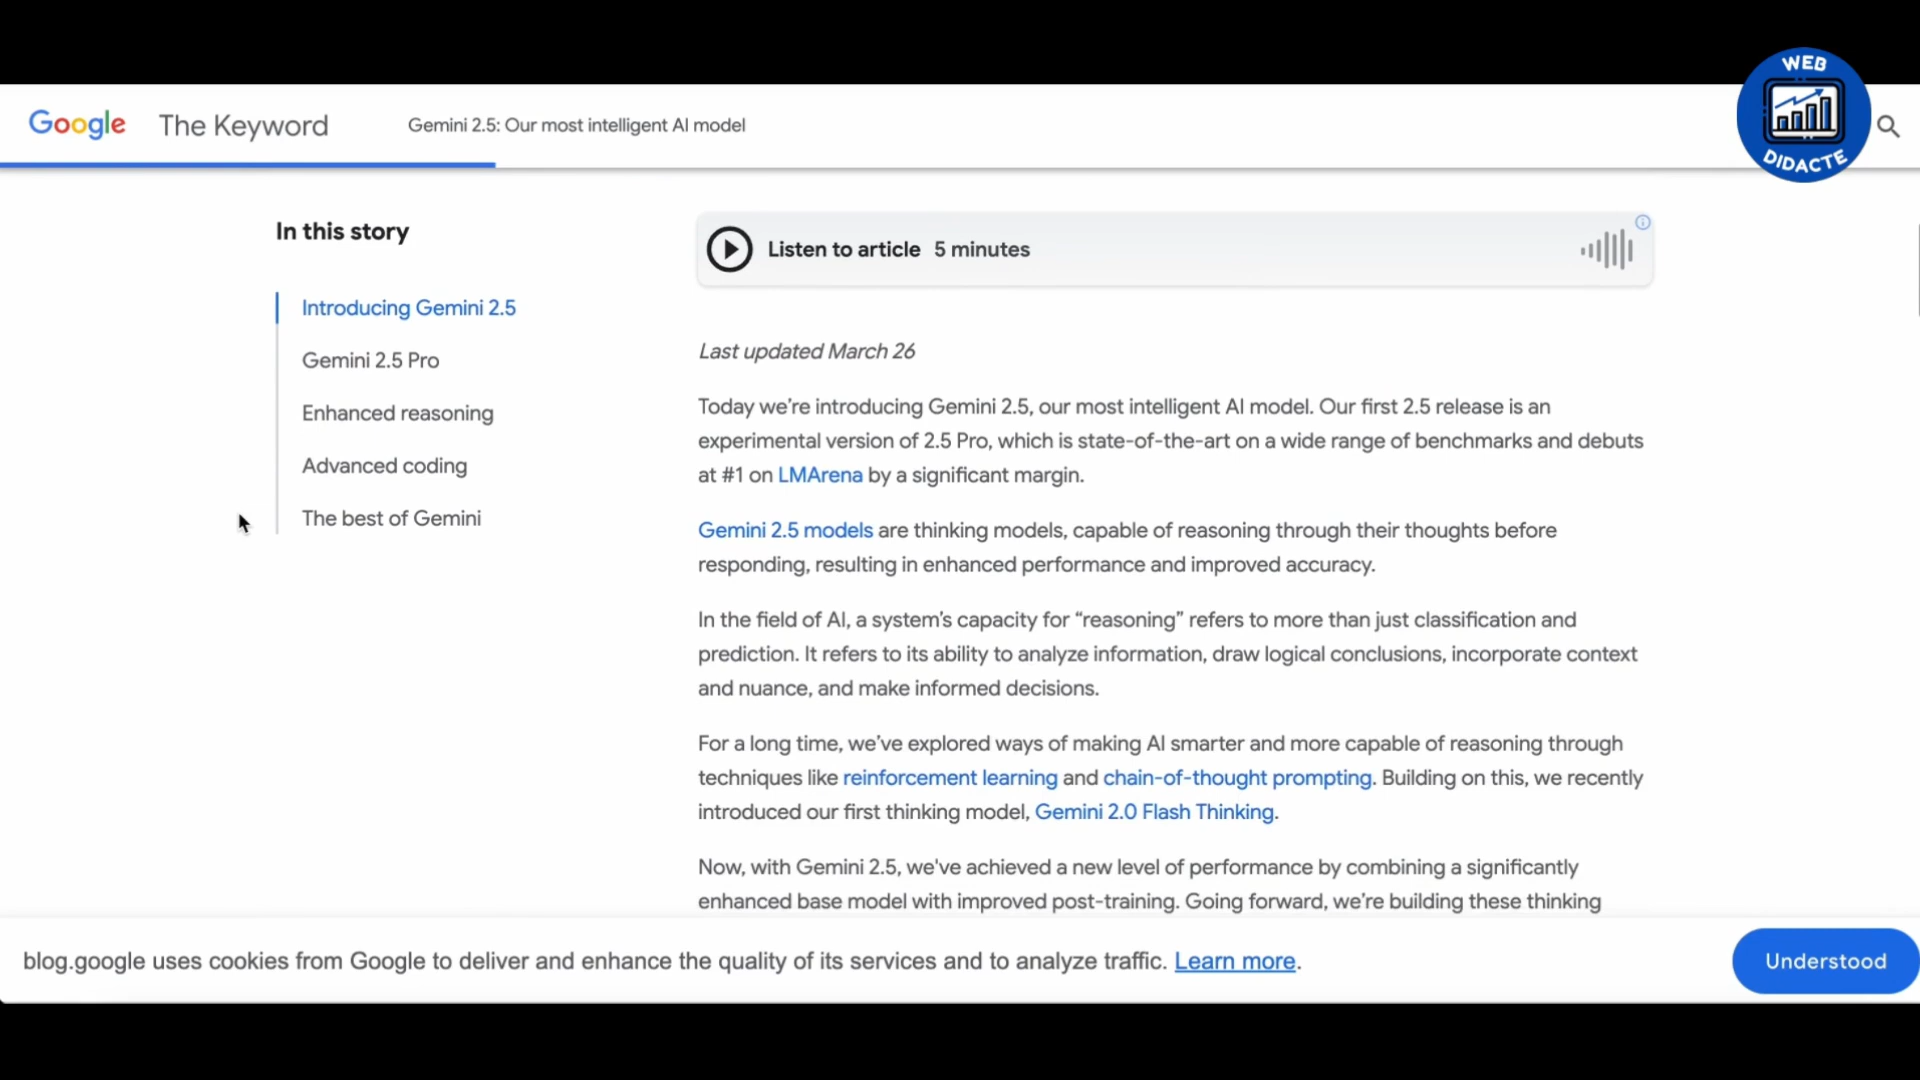 WEB
DIDACTE
Google The Keyword Gemini 2.5: Our most intelligent AI model
In this story
Introducing Gemini 2.5
Gemini 2.5 Pro
Enhanced reasoning
Advanced coding
The best of Gemini
Listen to article 5 minutes
Last updated March 26
Today we’re introducing Gemini 2.5, our most intelligent AI model. Our first 2.5 release is an
experimental version of 2.5 Pro, which is state-of-the-art on a wide range of benchmarks and debuts
at #1 on LMArena by a significant margin.
Gemini 2.5 models are thinking models, capable of reasoning through their thoughts before
responding, resulting in enhanced performance and improved accuracy.
In the field of AI, a system’s capacity for “reasoning” refers to more than just classification and
prediction. It refers to its ability to analyze information, draw logical conclusions, incorporate context
and nuance, and make informed decisions.
For a long time, we’ve explored ways of making AI smarter and more capable of reasoning through
techniques like reinforcement learning and chain-of-thought prompting. Building on this, we recently
introduced our first thinking model, Gemini 2.0 Flash Thinking.
Now, with Gemini 2.5, we've achieved a new level of performance by combining a significantly
enhanced base model with improved post-training. Going forward, we’re building these thinking
blog.google uses cookies from Google to deliver and enhance the quality of its services and to analyze traffic. Learn more.
Understood